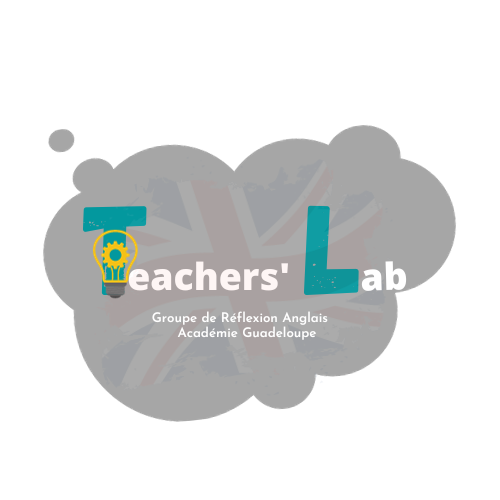 Teachers' Lab
Groupe de Réflexion Anglais
Académie Guadeloupe